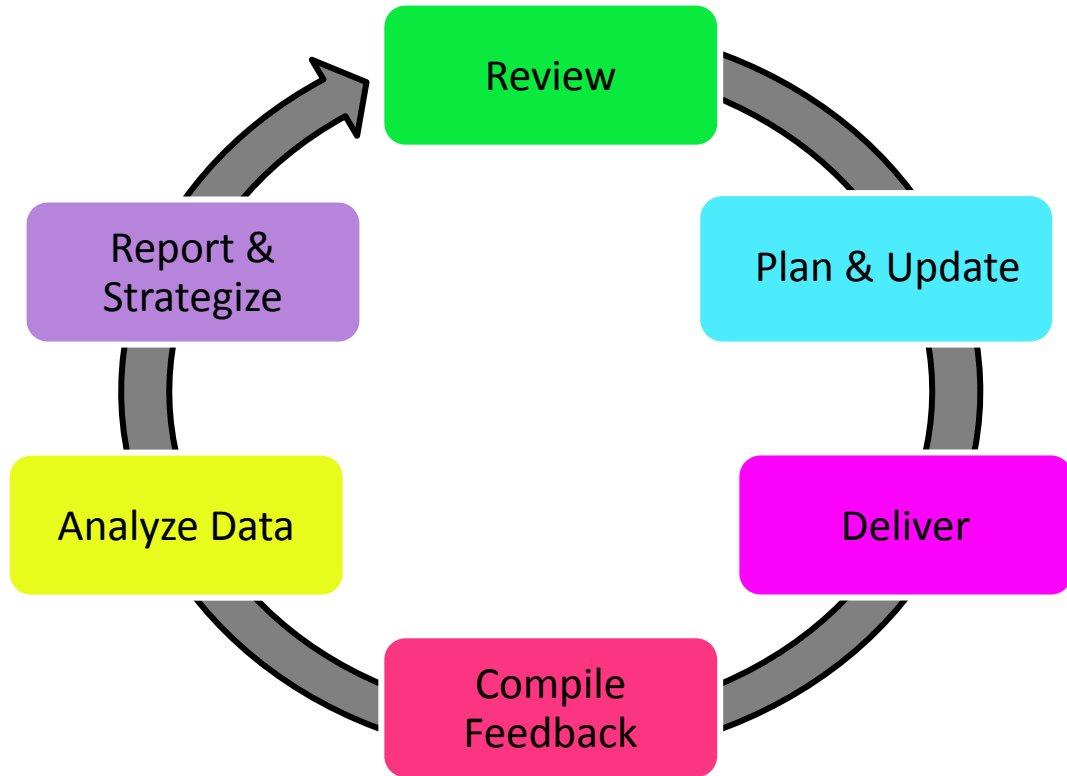 Review
Plan & Update
Deliver
Compile
Feedback
Analyze Data
Report &
Strategize